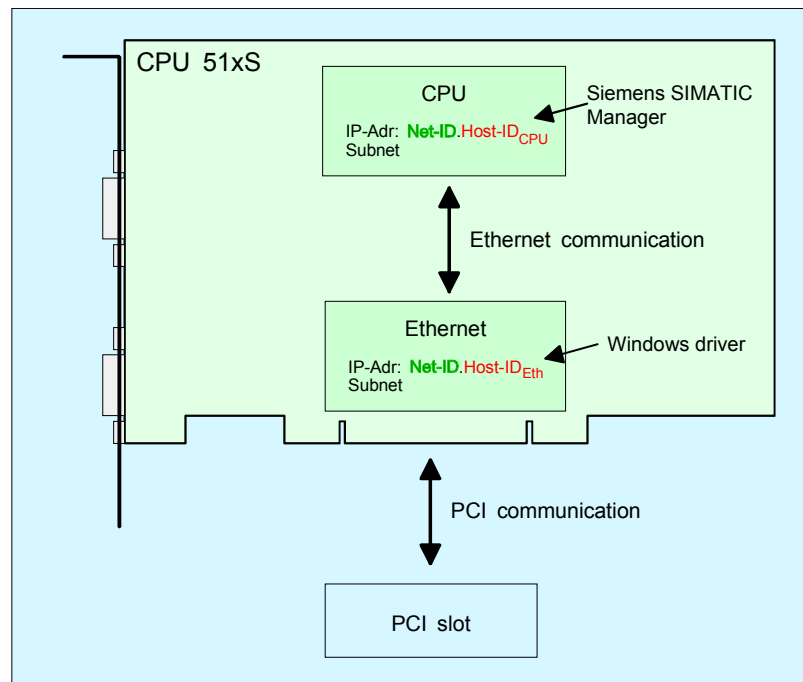 CPU 51xS
CPU
IP-Adr: Net-ID.Host-IDCPU
Subnet
Siemens SIMATIC
Manager
Ethernet communication
Ethernet
IP-Adr: Net-ID.Host-IDEth
Subnet
Windows driver
PCI communication
PCI slot